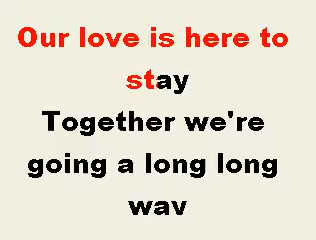 Our love is here to
stay
Together we're
going a long long
way